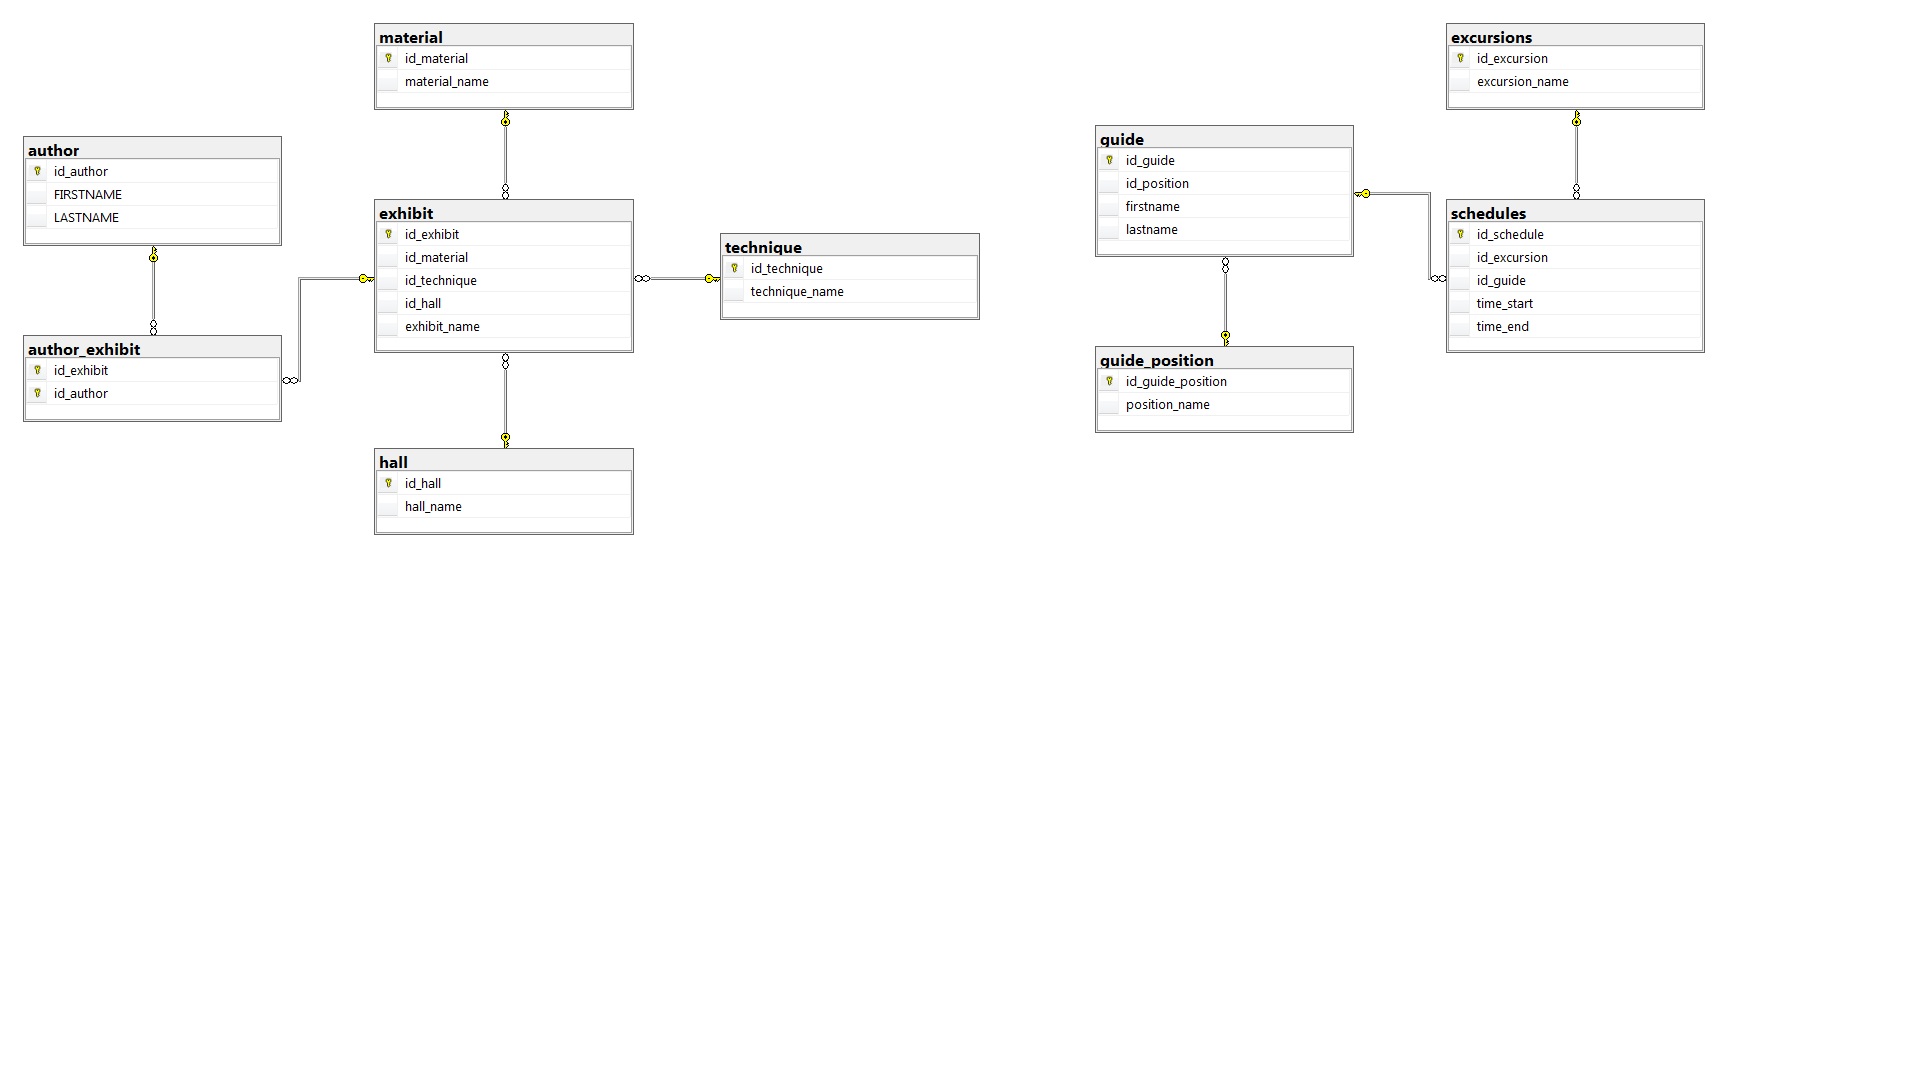 material
id_material
material_name
author
id_author
FIRSTNAME
LASTNAME
exhibit
id_exhibit
id_material
id_technique
id_hall
exhibit_name
technique
id_technique
technique_name
author_exhibit
id_exhibit
id_author
hall
id_hall
hall_name
excursions
id_excursion
excursion_name
guide
id_guide
id_position
firstname
lastname
schedules
id_schedule
id_excursion
id_guide
time_start
time_end
guide_position
id_guide_position
position_name